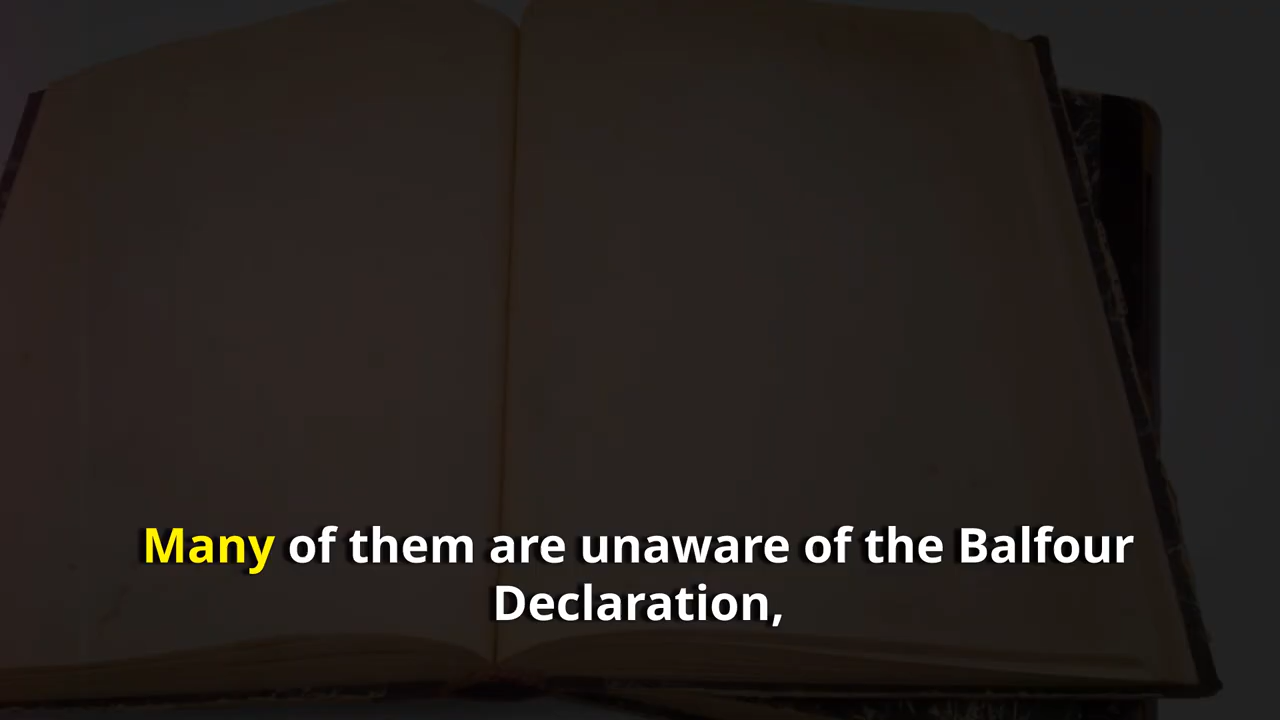 Many of them are unaware of the Balfour
Declaration,